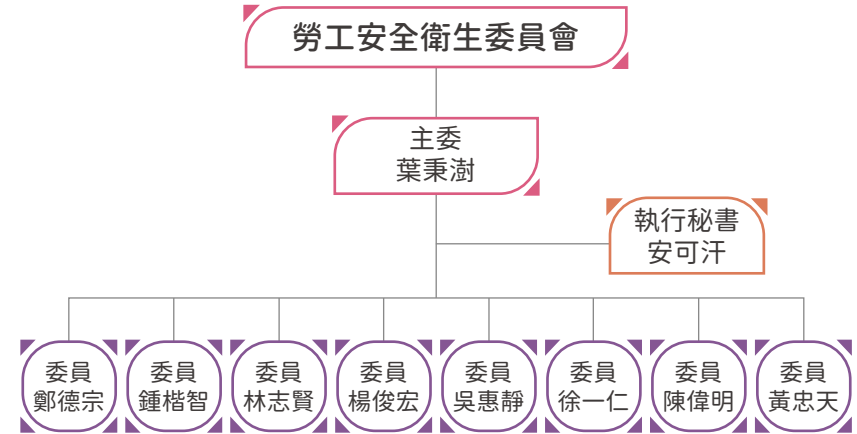 勞工安全衛生委員會
主委
葉秉澍
執行秘書
安可汗
委員
鄭德宗
委員
鍾楷智
委員
林志賢
委員
楊俊宏
委員
吳惠靜
委員
徐一仁
委員
陳偉明
委員
黃忠天